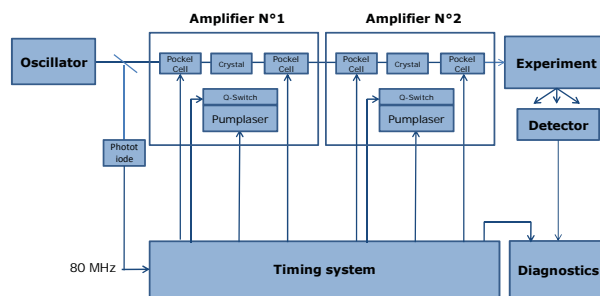 Amplifier N°1
Amplifier N°2
Oscillator
Pockel
Cell
Crystal
Pockel
Cell
Pockel
Cell
Crystal
Pockel
Cell
Experiment
Q-Switch
Pumplaser
Q-Switch
Pumplaser
Detector
Photot
iode
80 MHz
Timing system
Diagnostics